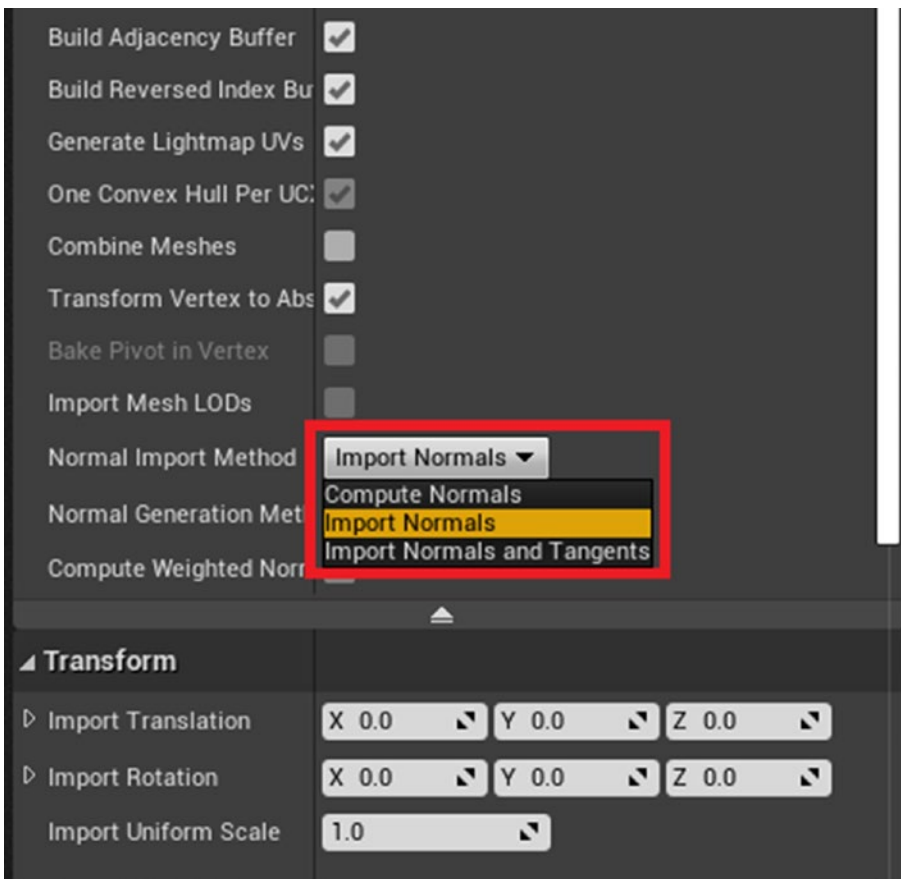 Build Adjacency Buffer
Build Reversed Index Bu
Generate Lightmap UVs
One Convex Hull Per UC
Combine Meshes
Transform Vertex to Abs
Bake Pivot in Vertex
Import Mesh LODs
Normal Import Method Import Normals
Compute Normals
Normal Generation Met Import Normals
Import Normals and Tangents
Compute Weighted Norr
Transform
Import Translation X 0.0 Y 0.0 Z 0.0
Import Rotation X 0.0 Y 0.0 Z 0.0
Import Uniform Scale 1.0